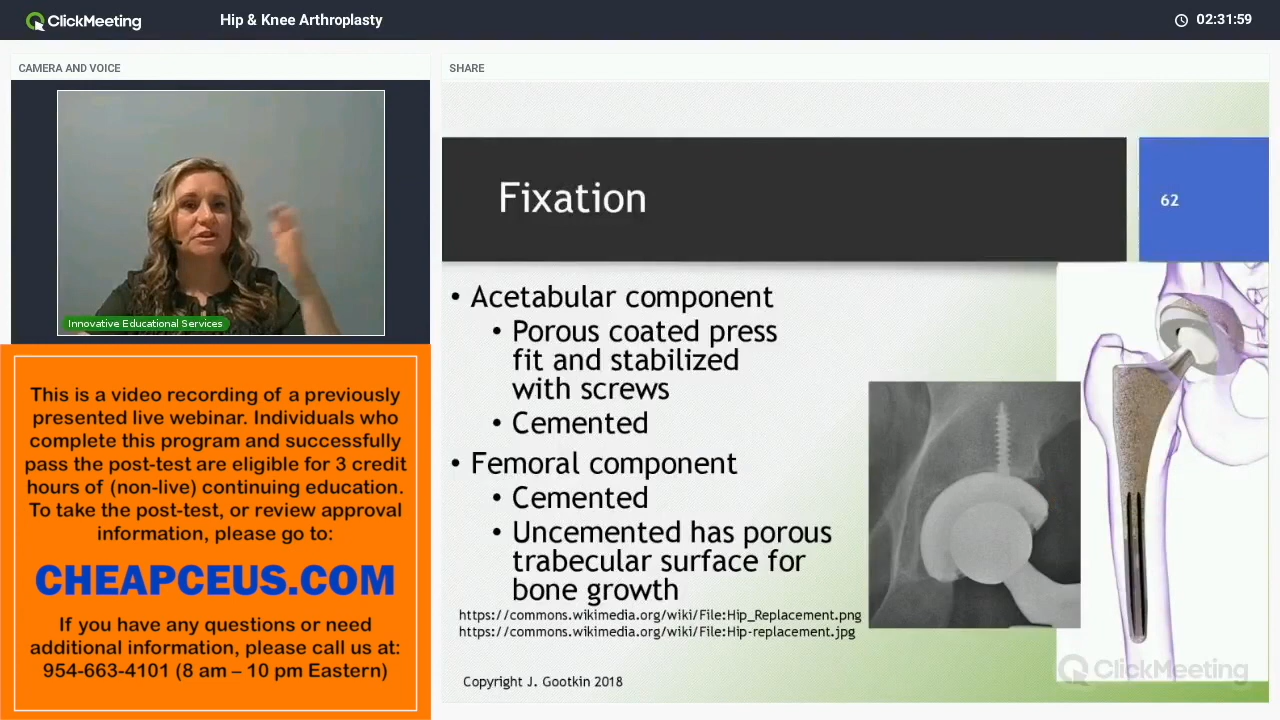 ClickMeeting
Hip & Knee Arthroplasty
02:31:59
CAMERA AND VOICE
Innovative Educational Services
This is a video recording of a previously
presented live webinar. Individuals who
complete this program and successfully
pass the post-test are eligible for 3 credit
hours of (non-live) continuing education.
To take the post-test, or review approval
information, please go to:
CHEAPCEUS.COM
If you have any questions or need
additional information, please call us at:
954-663-4101 (8 am – 10 pm Eastern)
SHARE
Fixation
62
• Acetabular component
• Porous coated press
fit and stabilized
with screws
• Cemented
• Femoral component
• Cemented
• Uncemented has porous
trabecular surface for
bone growth
https://commons.wikimedia.org/wiki/File:Hip_Replacement.png
https://commons.wikimedia.org/wiki/File:Hip-replacement.jpg
Copyright J. Gootkin 2018
ClickMeeting